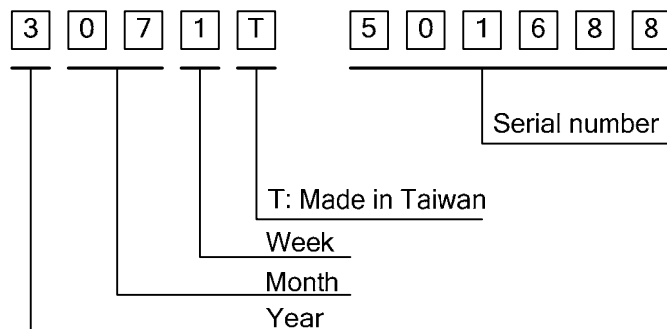 3 0 7 1 T 5 0 1 6 8 8
Serial number
T: Made in Taiwan
Week
Month
Year